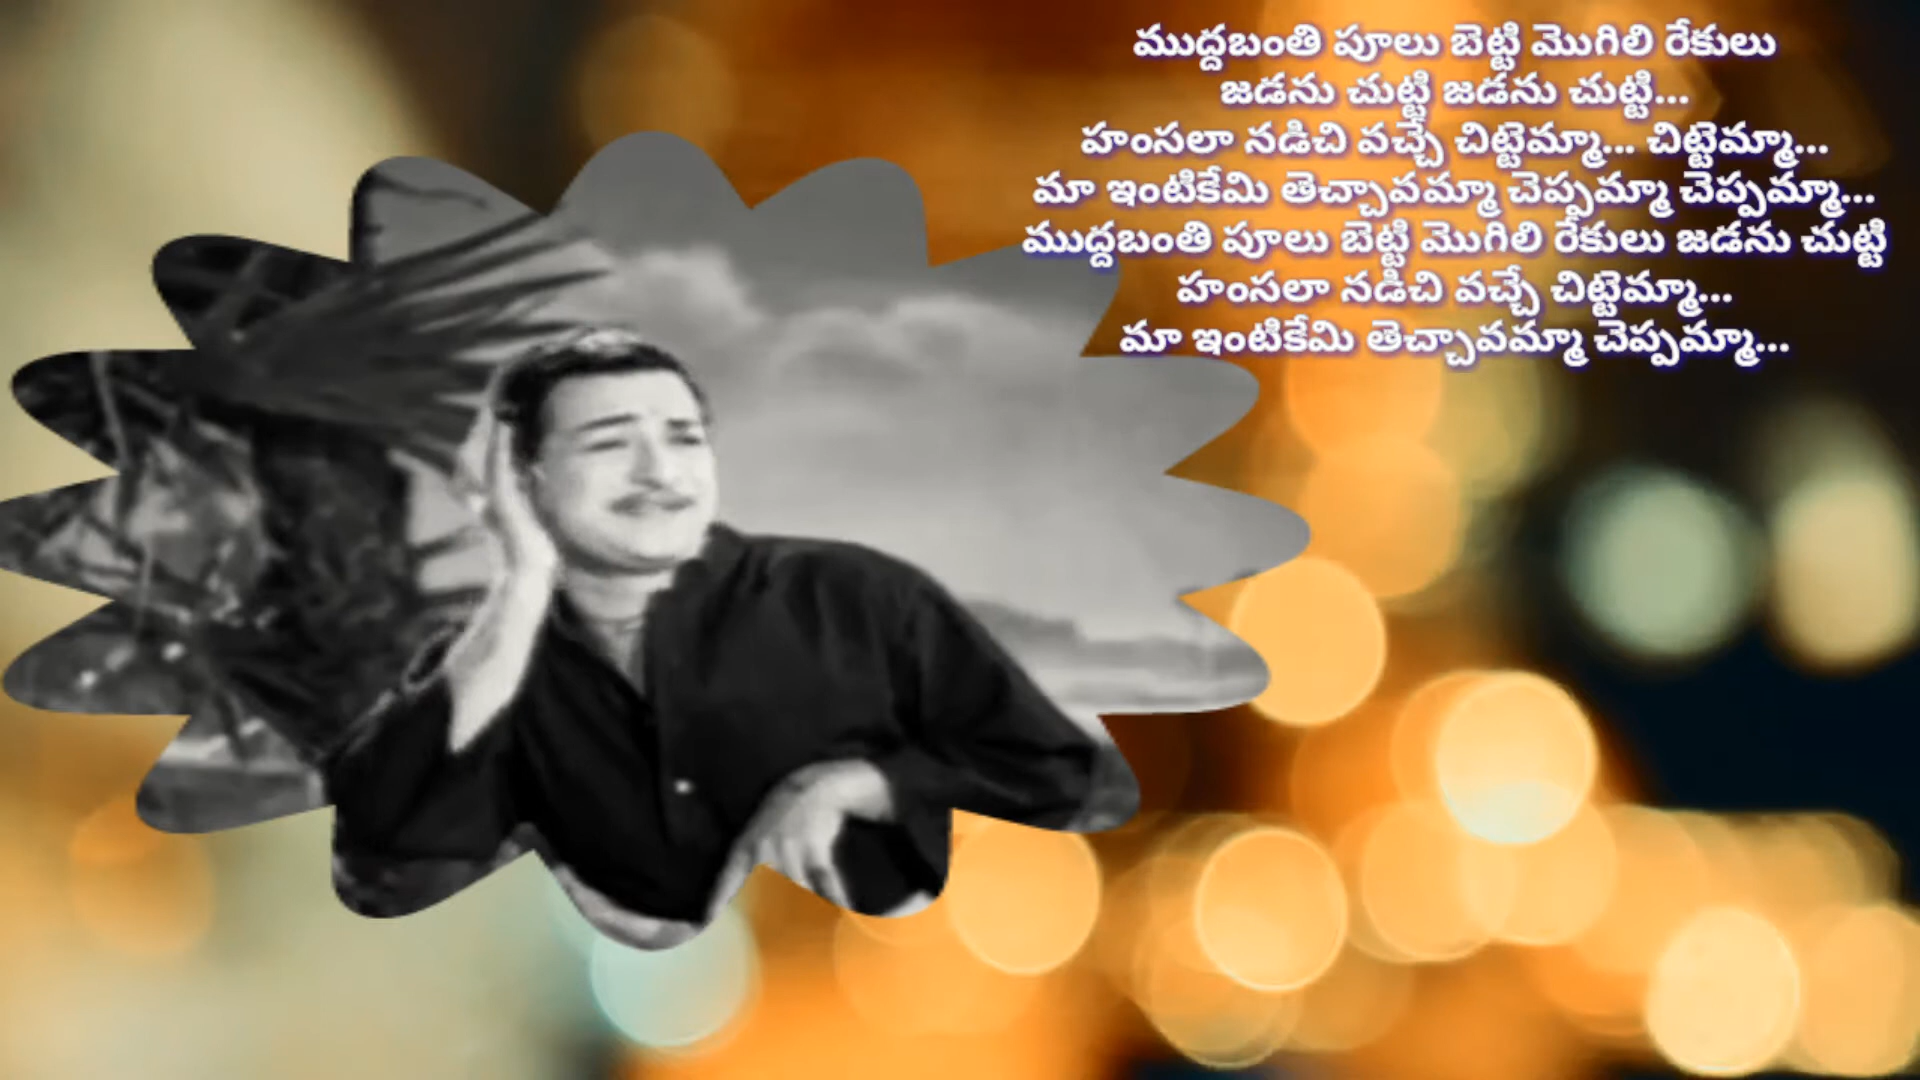 ముద్దబంతి పూలు బెట్టి మొగిలి రేకులు
జడను చుట్టి జడను చుట్టి...
హంసలా నడిచి వచ్చే చిట్టెమ్మా... చిట్టెమ్మా...
మా ఇంటికేమి తెచ్చావమ్మా చెప్పమ్మా చెప్పమ్మా...
ముద్దబంతి పూలు బెట్టి మొగిలి రేకులు జడను చుట్టి
హంసలా నడిచి వచ్చే చిట్టెమ్మా...
మా ఇంటికేమి తెచ్చావమ్మా చెప్పమ్మా...